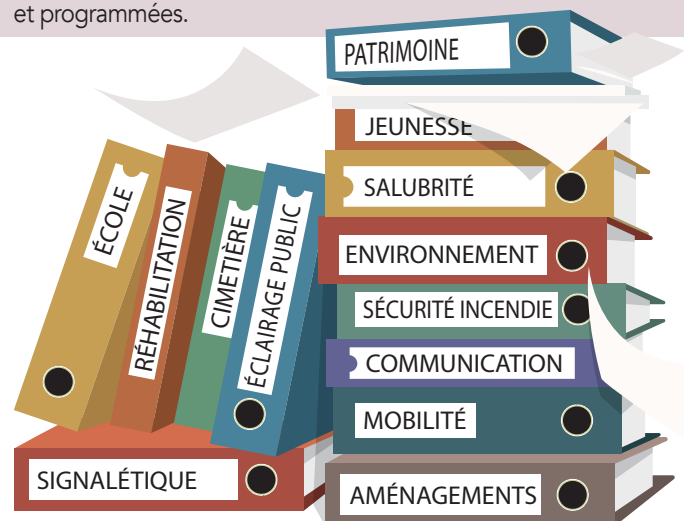 et programmées.
PATRIMOINE
JEUNESSE
SALUBRITÉ
ENVIRONNEMENT
SÉCURITÉ INCENDIE
COMMUNICATION
MOBILITÉ
AMÉNAGEMENTS
ÉCOLE
RÉHABILITATION
CIMETIÈRE
ÉCLAIRAGE PUBLIC
SIGNALÉTIQUE